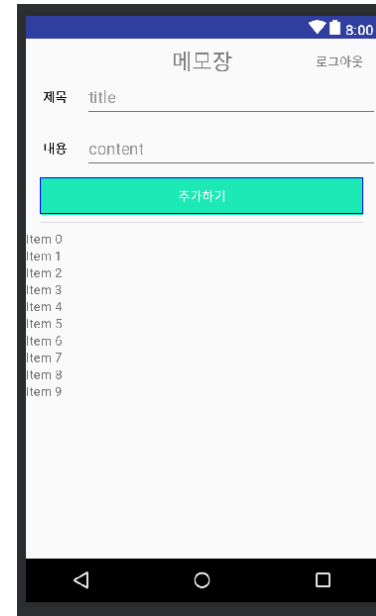 8:00
메모장 로그아웃
제목 title
내용 content
추가하기
Item 0
Item 1
Item 2
Item 3
Item 4
Item 5
Item 6
Item 7
Item 8
Item 9